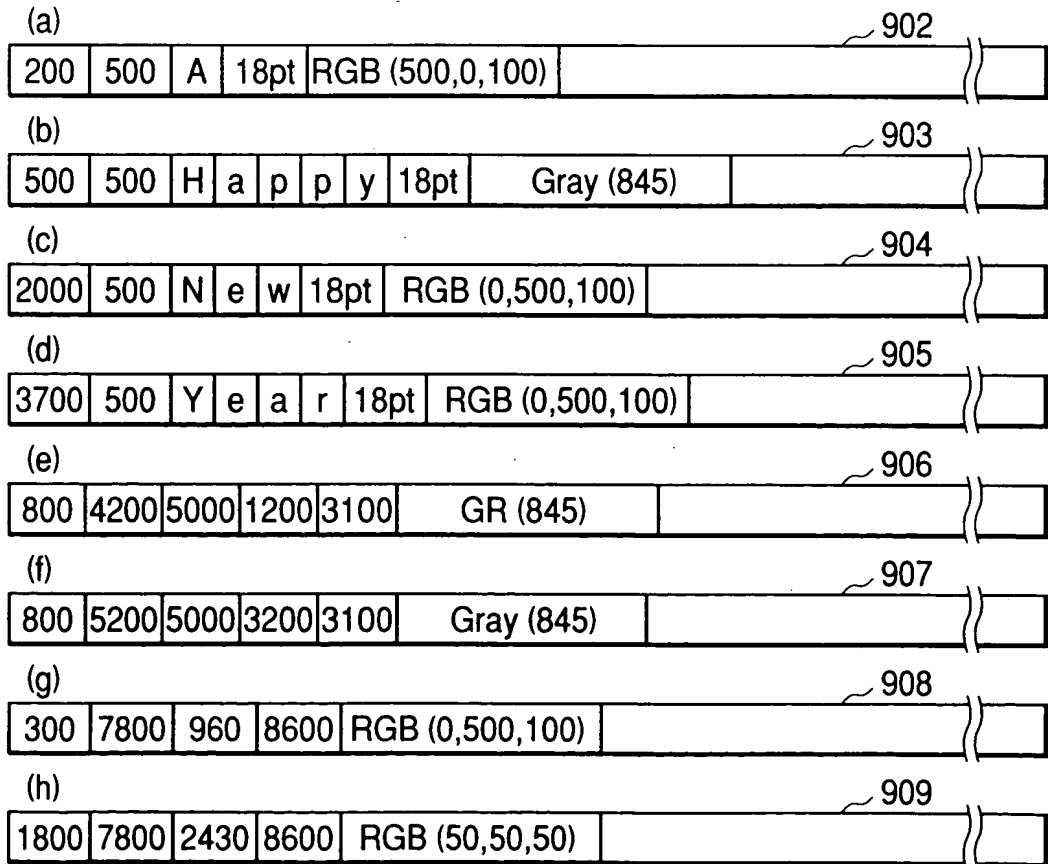 (a)
902
200 500 A 18pt RGB (500,0,100)
(b)
903
500 500 H a p p y 18pt Gray (845)
(c)
904
2000 500 N e w 18pt RGB (0,500,100)
(d)
905
3700 500 Y e a r 18pt RGB (0,500,100)
(e)
906
800 4200 5000 1200 3100 GR (845)
(f)
907
800 5200 5000 3200 3100 Gray (845)
(g)
908
300 7800 960 8600 RGB (0,500,100)
(h)
909
1800 7800 2430 8600 RGB (50,50,50)